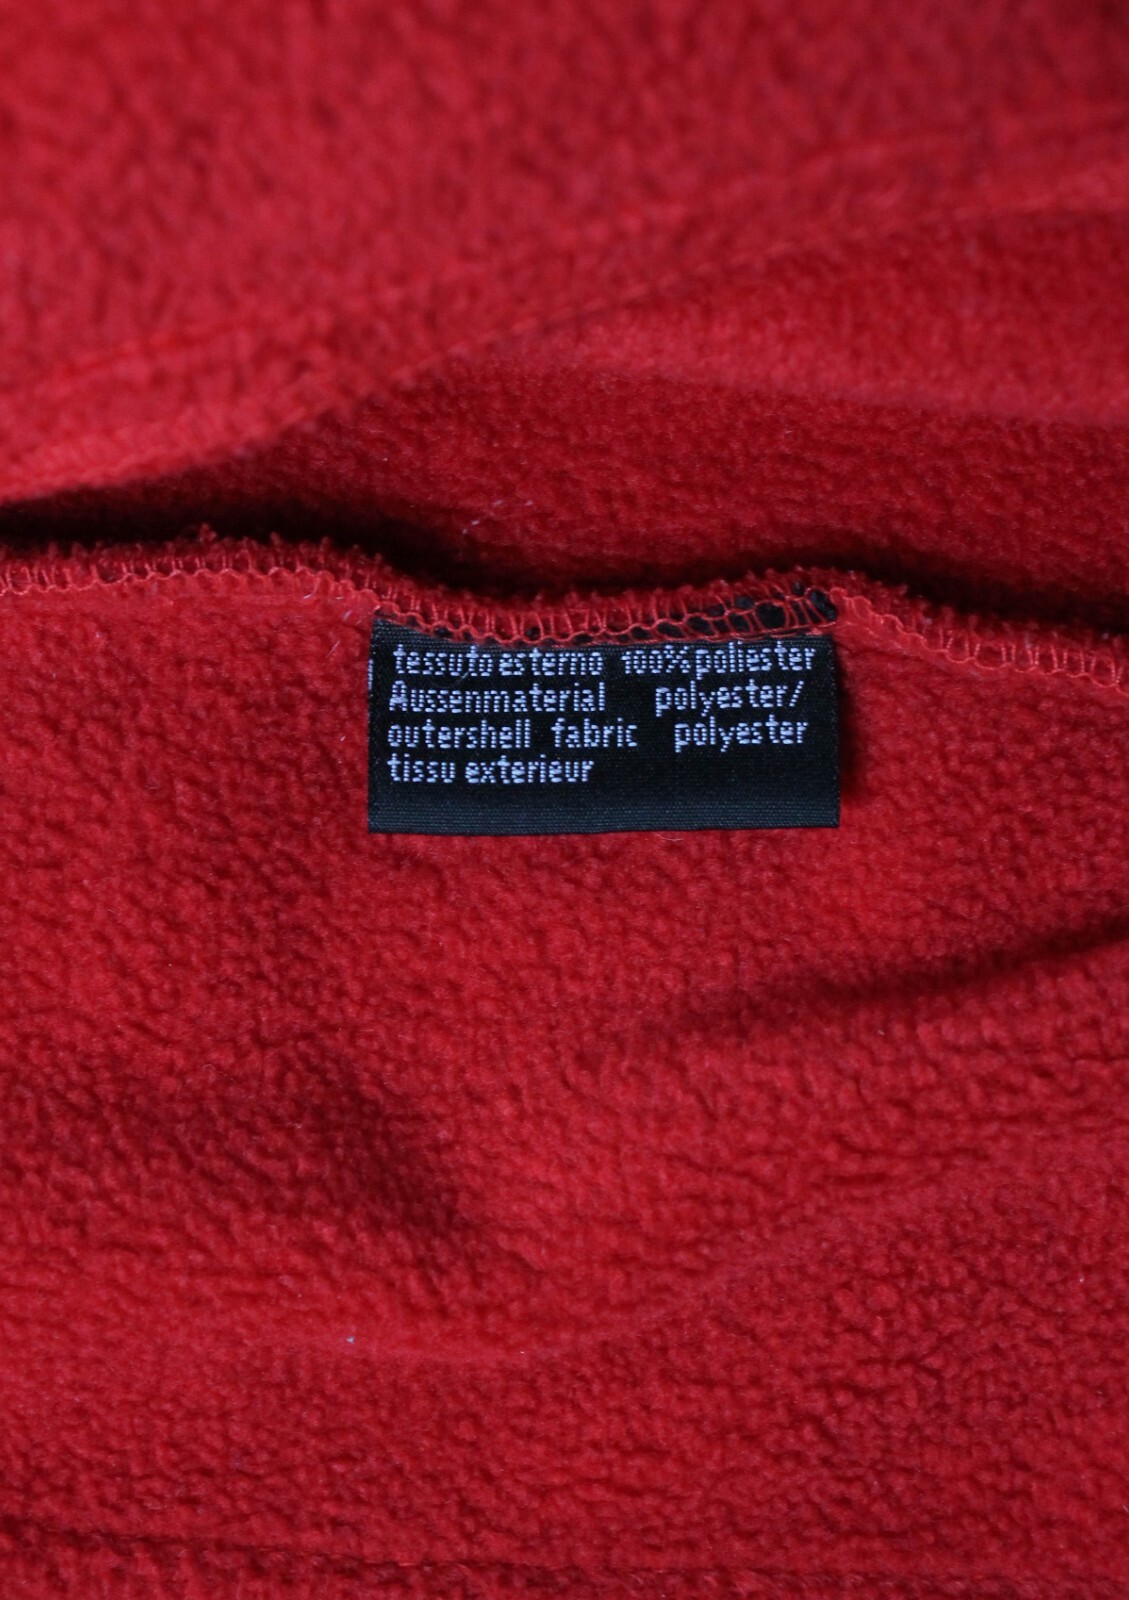 tessuto esterno 100% poliester
Aussenmaterial polyester/
outershell fabric polyester
tissu exterieur